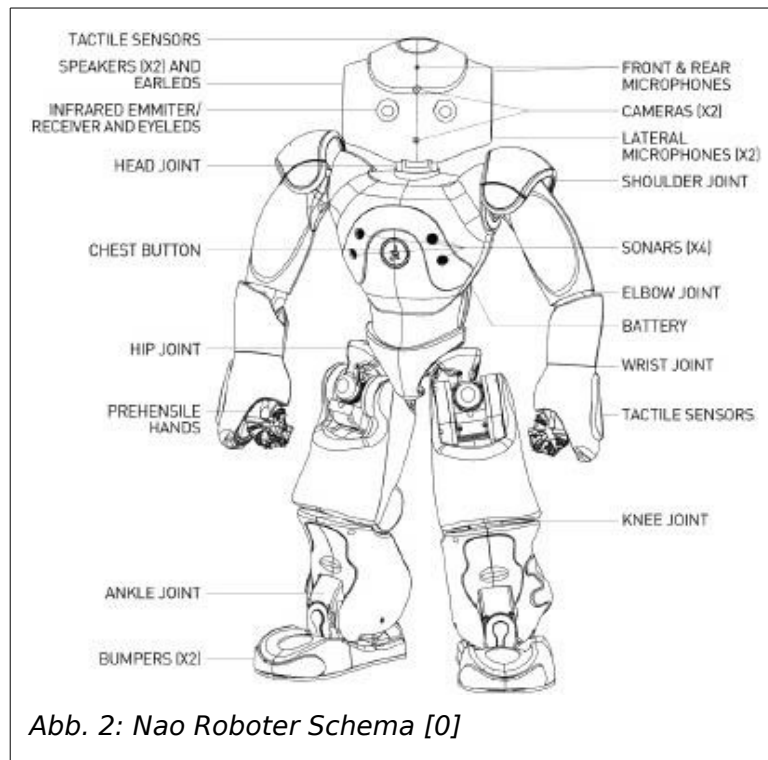 TACTILE SENSORS
SPEAKERS (X2) AND
EARLEDS
INFRARED EMMITER/
RECEIVER AND EYELEDS
HEAD JOINT
CHEST BUTTON
HIP JOINT
PREHENSILE
HANDS
ANKLE JOINT
BUMPERS (X2)
FRONT & REAR
MICROPHONES
CAMERAS (X2)
LATERAL
MICROPHONES (X2)
SHOULDER JOINT
SONARS (X4)
ELBOW JOINT
BATTERY
WRIST JOINT
TACTILE SENSORS
KNEE JOINT
Abb. 2: Nao Roboter Schema [0]